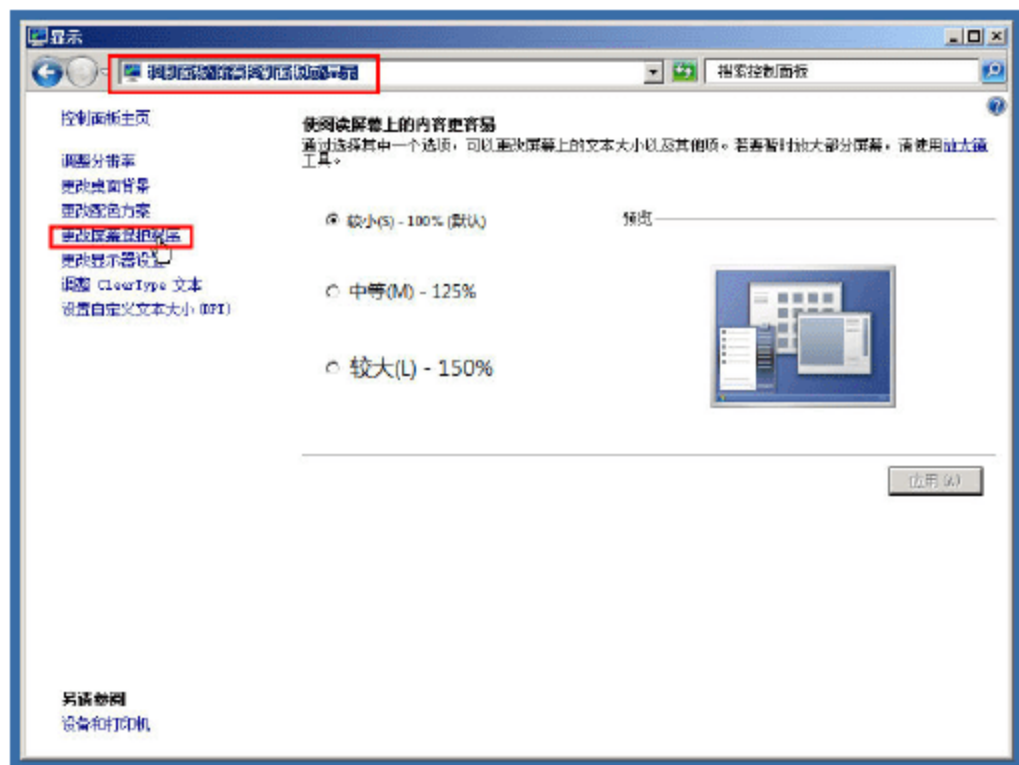 显示
搜索控制面板
控制面板主页
调整分辨率
更改桌面背景
更改配色方案
更改屏幕保护程序
更改显示器设置
调整 ClearType 文本
设置自定义文本大小(DPI)
使阅读屏幕上的内容更容易
通过选择其中一个选项，可以更改屏幕上的文本大小以及其他项。若要暂时放大部分屏幕，请使用放大镜
工具。
较小(S) - 100% (默认)
预览
中等(M) - 125%
较大(L) - 150%
应用(A)
另请参阅
设备和打印机